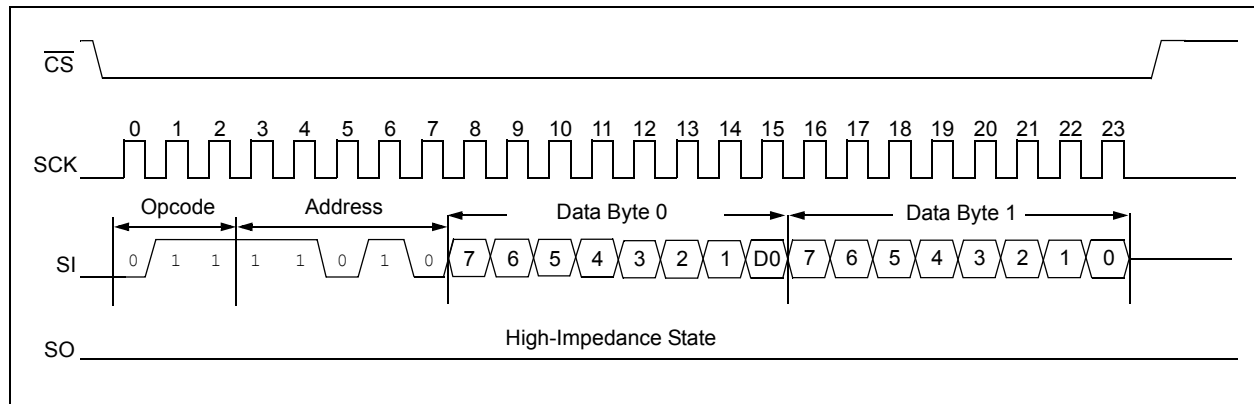 CS
0 1 2 3 4 5 6 7 8 9 10 11 12 13 14 15 16 17 18 19 20 21 22 23
SCK
Opcode Address Data Byte 0 Data Byte 1
SI 0 1 1 1 1 0 1 0 7 6 5 4 3 2 1 D0 7 6 5 4 3 2 1 0
High-Impedance State
SO